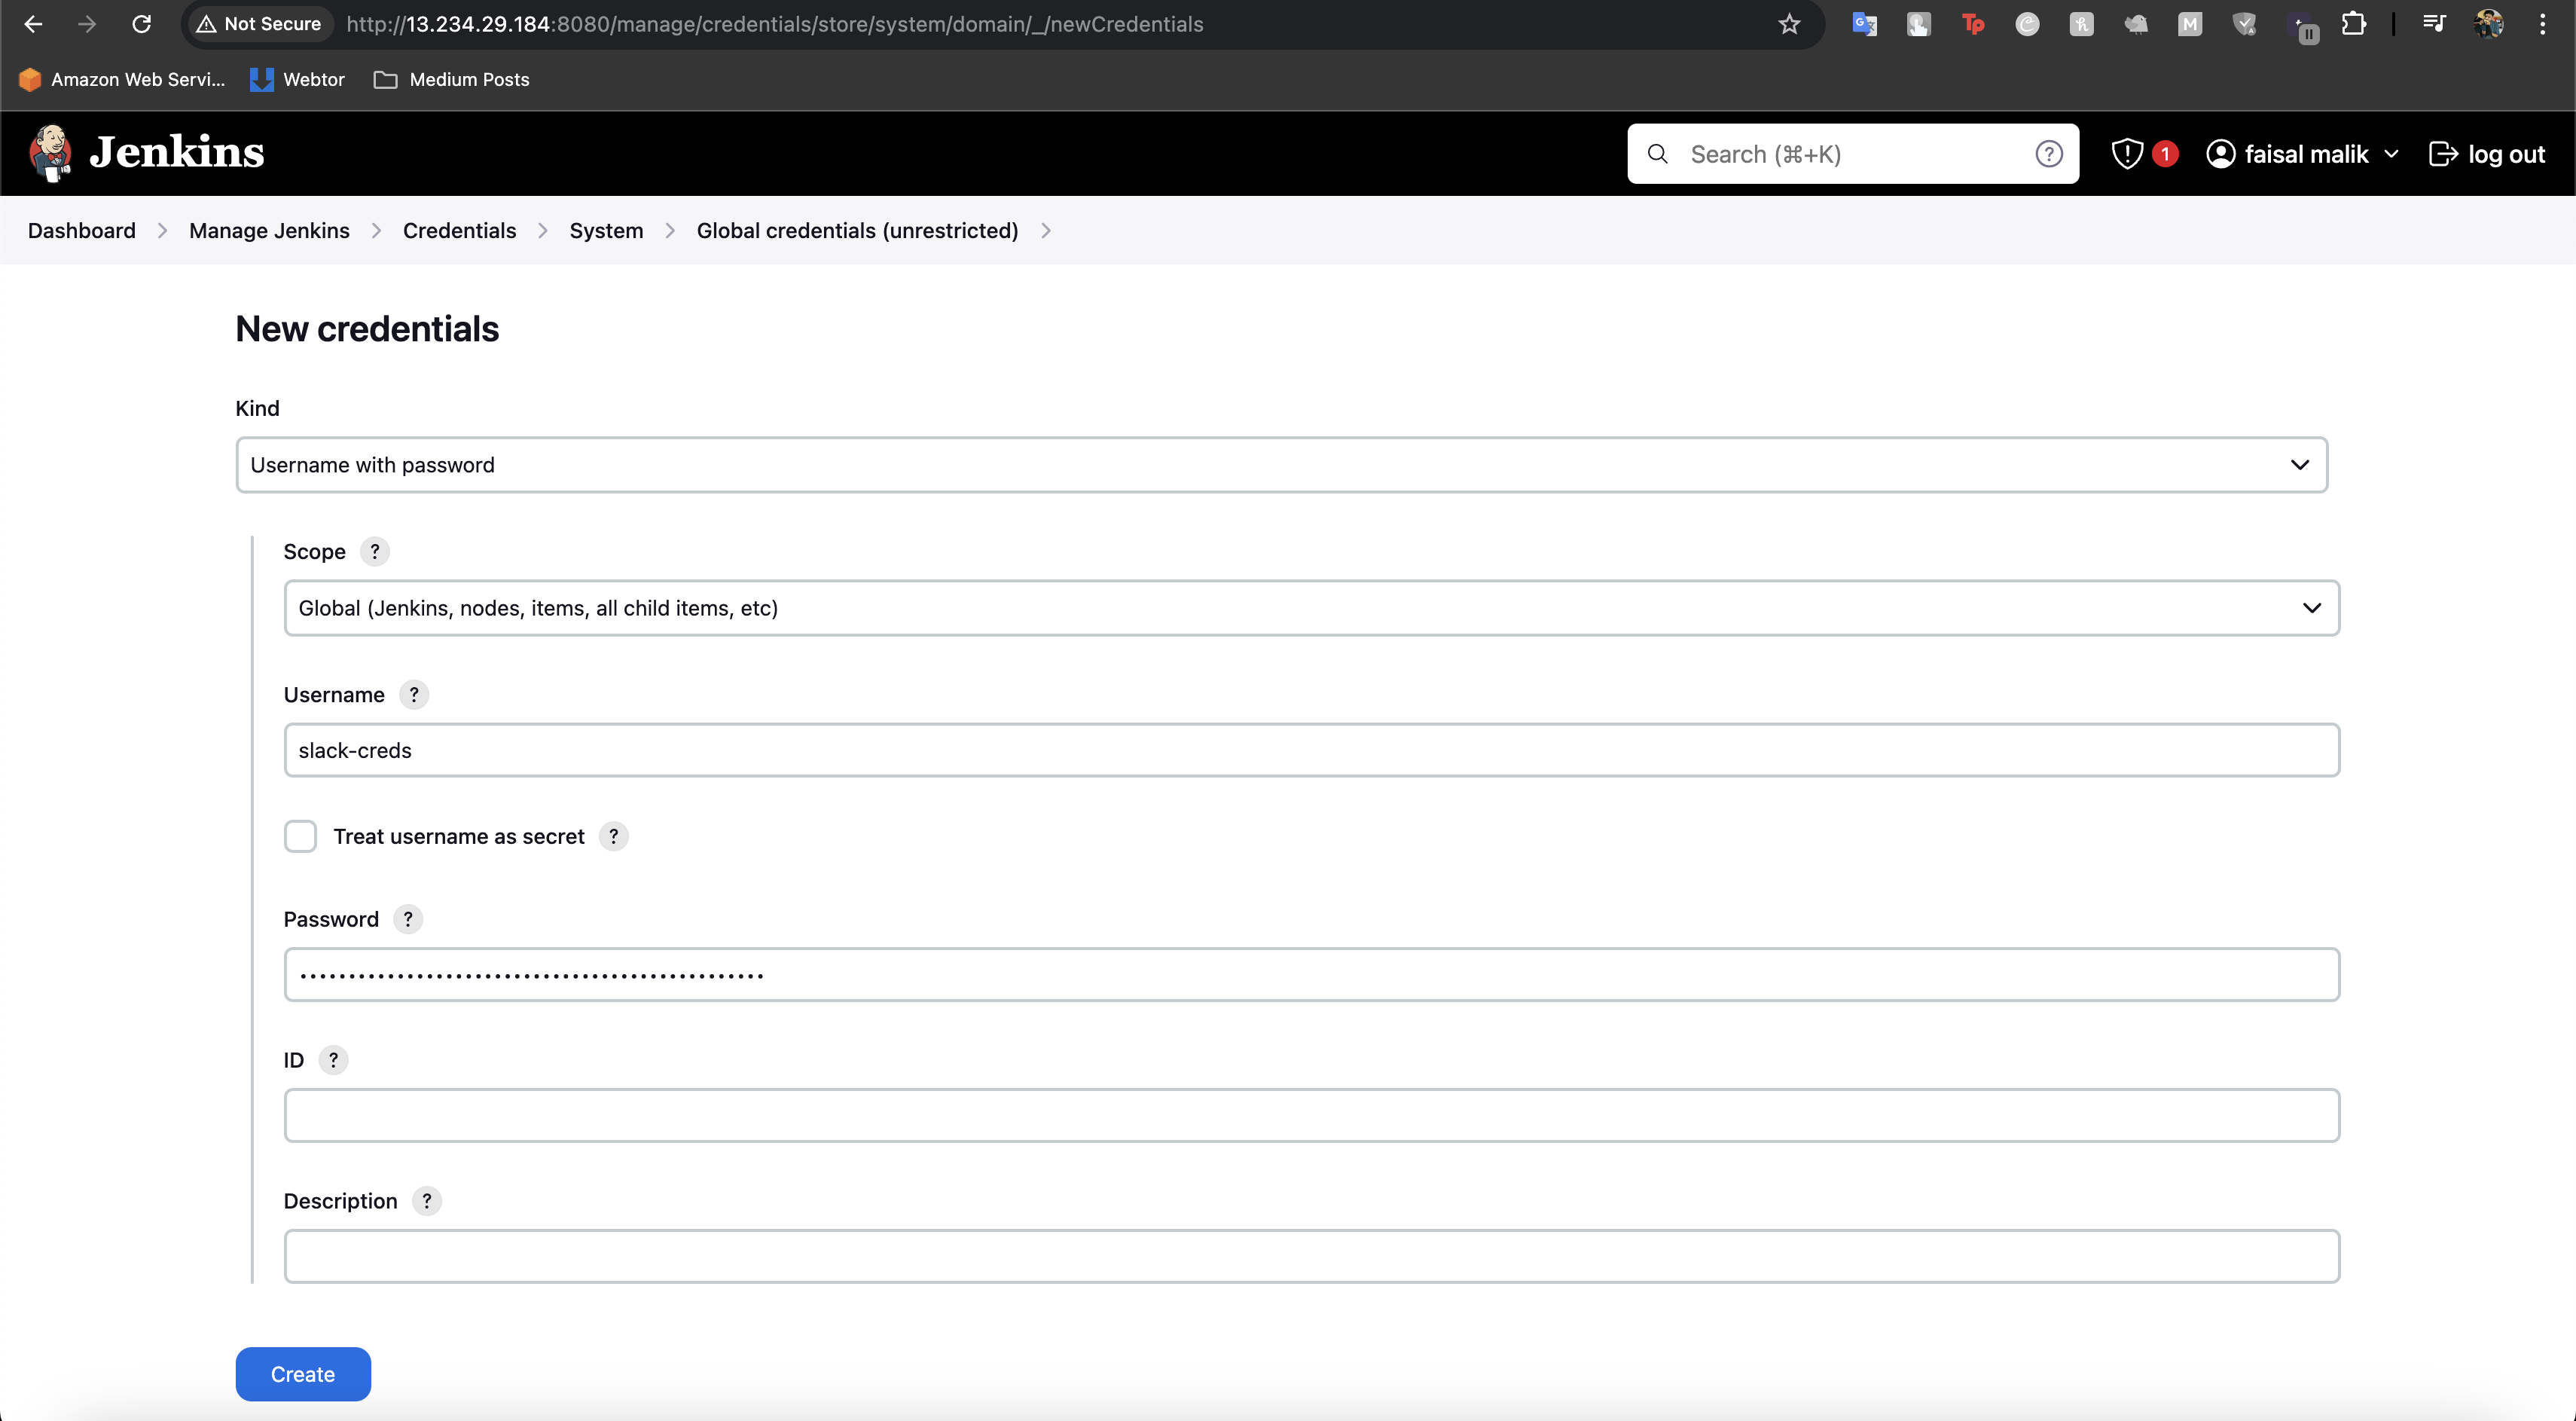 Not Secure http://13.234.29.184:8080/manage/credentials/store/system/domain/_/newCredentials
Amazon Web Servi... Webtor Medium Posts
Jenkins Search (⌘+K) ? 1 faisal malik log out
Dashboard Manage Jenkins Credentials System Global credentials (unrestricted)
New credentials
Kind
Username with password
Scope ?
Global (Jenkins, nodes, items, all child items, etc)
Username ?
slack-creds
Treat username as secret ?
Password ?
ID ?
Description ?
Create